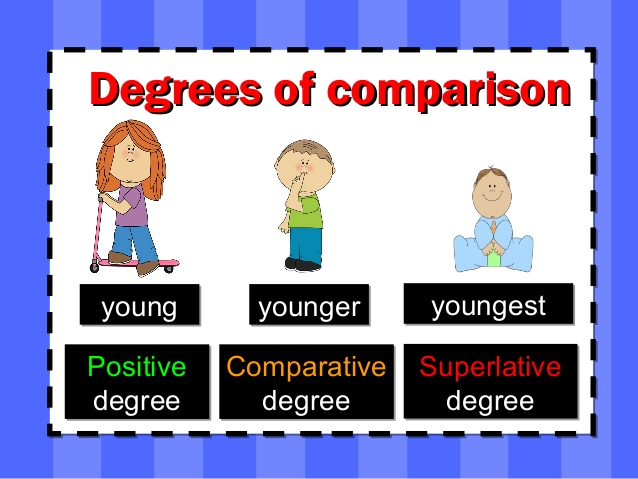 Degrees of comparison
young younger youngest
Positive Comparative Superlative
degree degree degree